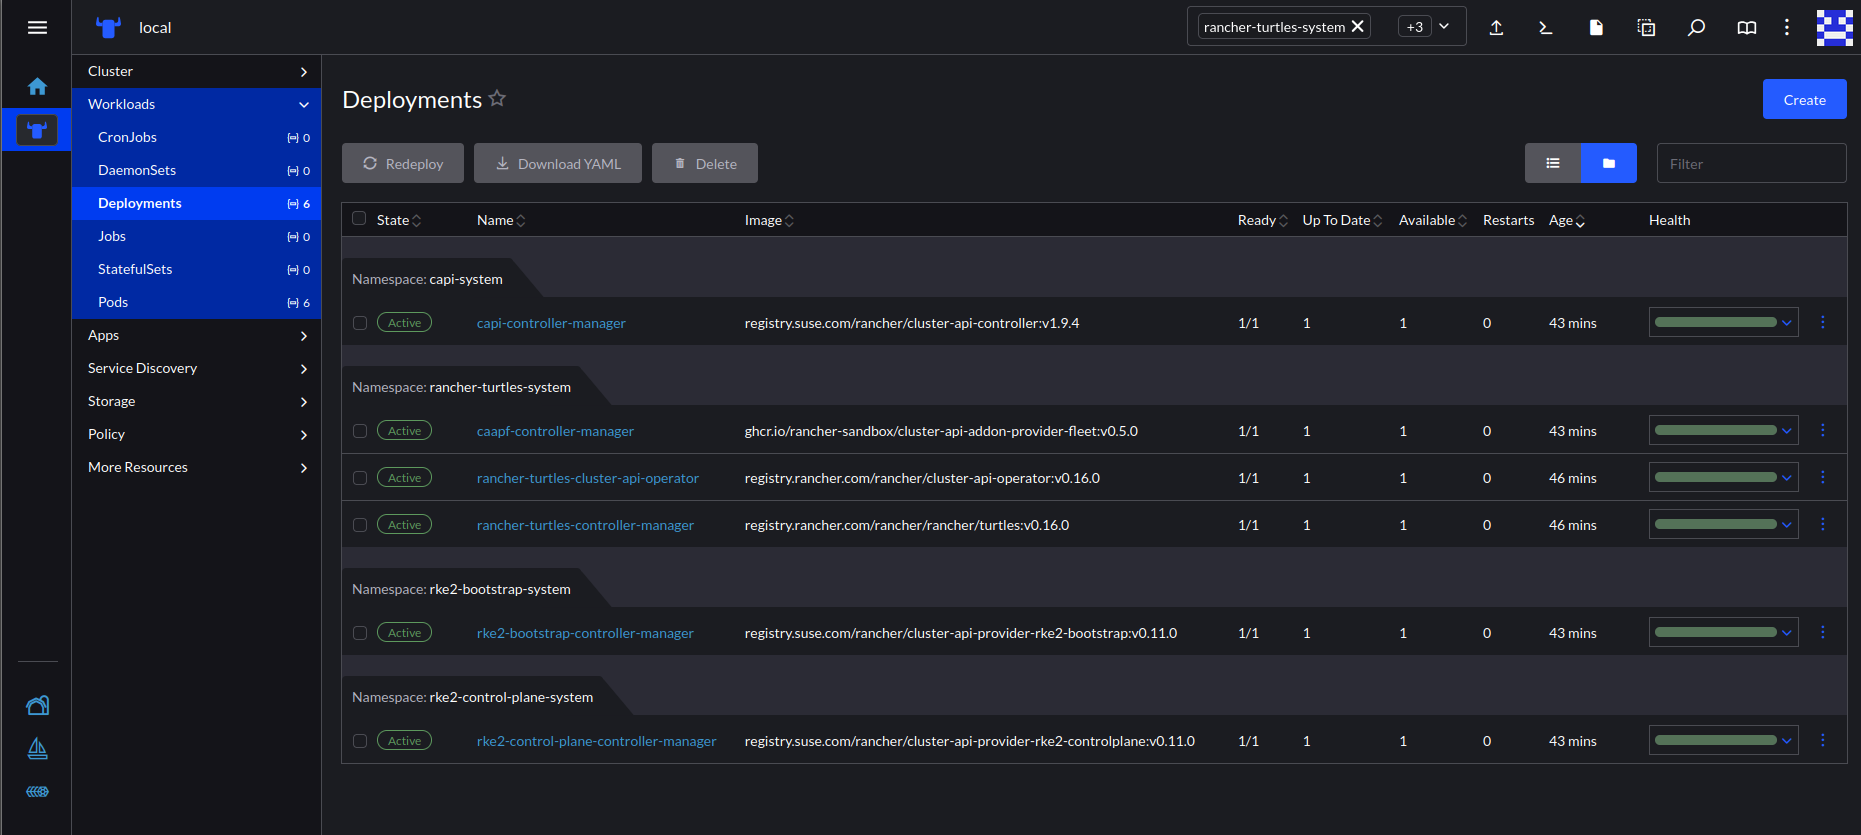 local
rancher-turtles-system
+3
Cluster
Workloads
CronJobs 0
DaemonSets 0
Deployments 6
Jobs 0
StatefulSets 0
Pods 6
Apps
Service Discovery
Storage
Policy
More Resources
Deployments
Create
Redeploy Download YAML Delete
Filter
State Name Image Ready Up To Date Available Restarts Age Health
Namespace: capi-system
Active capi-controller-manager registry.suse.com/rancher/cluster-api-controller:v1.9.4 1/1 1 1 0 43 mins
Namespace: rancher-turtles-system
Active caapf-controller-manager ghcr.io/rancher-sandbox/cluster-api-addon-provider-fleet:v0.5.0 1/1 1 1 0 43 mins
Active rancher-turtles-cluster-api-operator registry.rancher.com/rancher/cluster-api-operator:v0.16.0 1/1 1 1 0 46 mins
Active rancher-turtles-controller-manager registry.rancher.com/rancher/rancher/turtles:v0.16.0 1/1 1 1 0 46 mins
Namespace: rke2-bootstrap-system
Active rke2-bootstrap-controller-manager registry.suse.com/rancher/cluster-api-provider-rke2-bootstrap:v0.11.0 1/1 1 1 0 43 mins
Namespace: rke2-control-plane-system
Active rke2-control-plane-controller-manager registry.suse.com/rancher/cluster-api-provider-rke2-controlplane:v0.11.0 1/1 1 1 0 43 mins